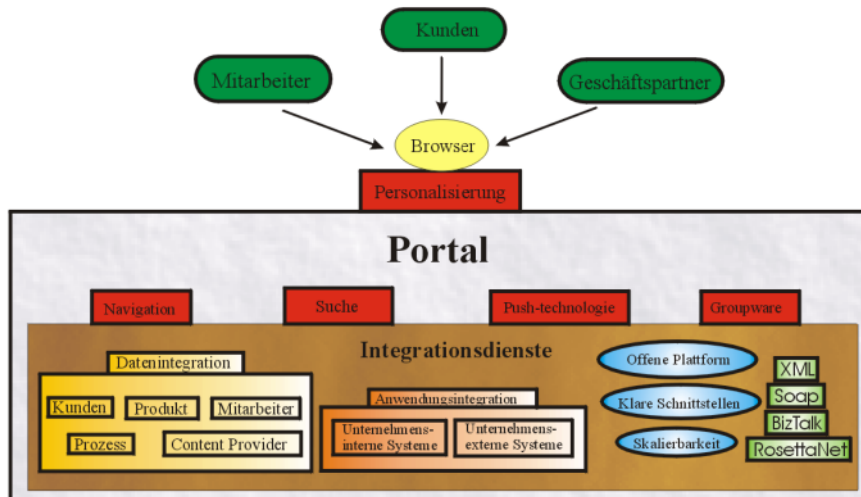 Kunden
Mitarbeiter
Geschäftspartner
Browser
Personalisierung
Portal
Navigation
Suche
Push-technologie
Groupware
Integrationsdienste
Datenintegration
Kunden
Produkt
Mitarbeiter
Prozess
Content Provider
Anwendungsintegration
Unternehmens-
interne Systeme
Unternehmens-
externe Systeme
Offene Plattform
Klare Schnittstellen
Skalierbarkeit
XML
Soap
BizTalk
RosettaNet